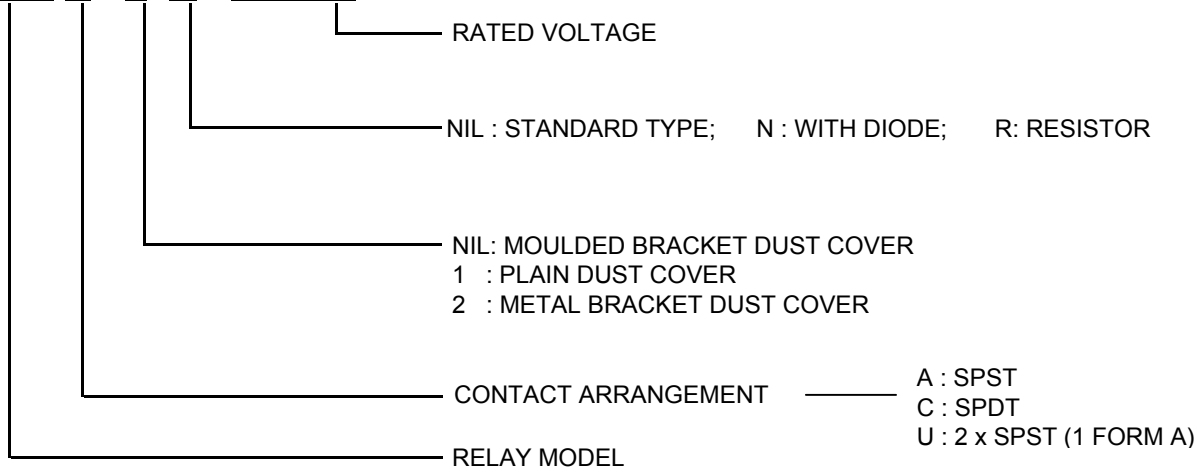 RATED VOLTAGE
NIL : STANDARD TYPE; N : WITH DIODE; R: RESISTOR
NIL: MOULDED BRACKET DUST COVER
1 : PLAIN DUST COVER
2 : METAL BRACKET DUST COVER
CONTACT ARRANGEMENT
A : SPST
C : SPDT
U : 2 x SPST (1 FORM A)
RELAY MODEL